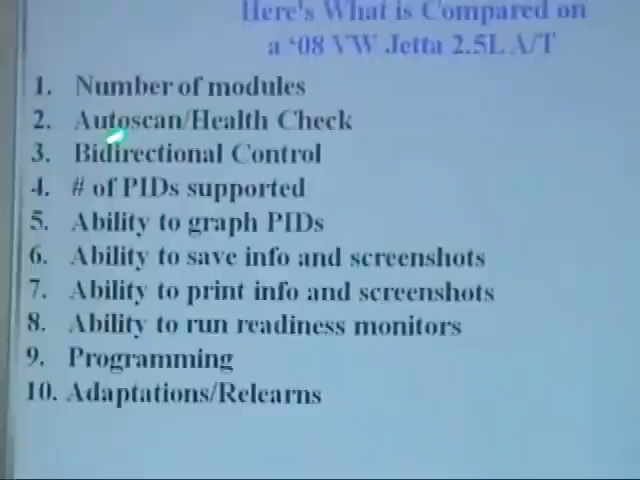 Here's What is Compared on
a '08 VW Jetta 2.5L A/T
1. Number of modules
2. Autoscan/Health Check
3. Bidirectional Control
4. # of PIDs supported
5. Ability to graph PIDs
6. Ability to save info and screenshots
7. Ability to print info and screenshots
8. Ability to run readiness monitors
9. Programming
10. Adaptations/Relearns